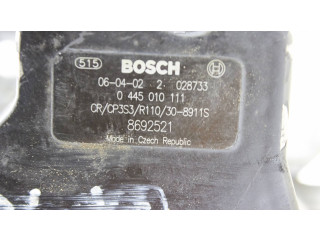 515 BOSCH
06-04-02 2 028733
0 445 010 111
CR/CP3S3/R110/30-8911S
8692521
Made in Czech Republic